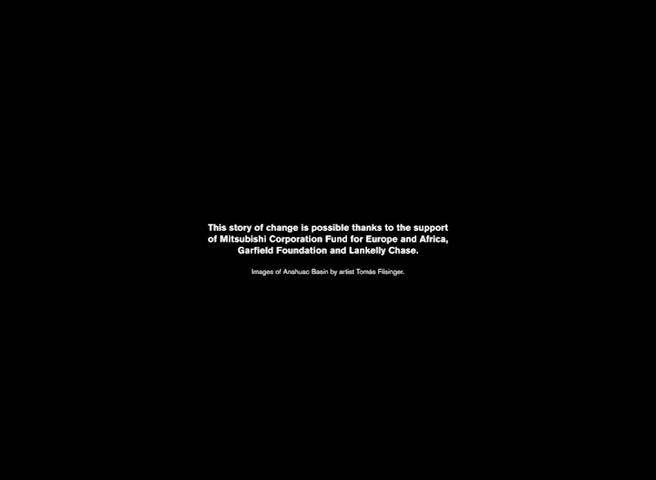 This story of change is possible thanks to the support
of Mitsubishi Corporation Fund for Europe and Africa,
Garfield Foundation and Lankelly Chase.
Images of Anahuac Basin by artist Tomás Filsinger.